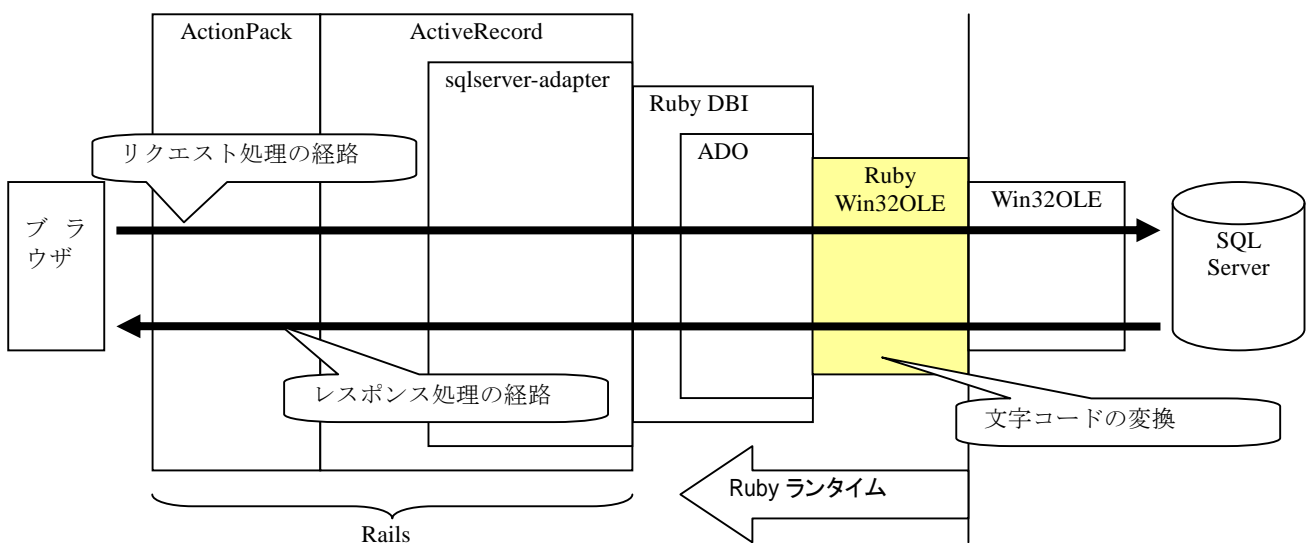 ActionPack
ActiveRecord
sqlserver-adapter
Ruby DBI
ADO
リクエスト処理の経路
Ruby
Win32OLE
Win32OLE
ブ ラ
ウザ
SQL
Server
レスポンス処理の経路
文字コードの変換
Ruby ランタイム
Rails